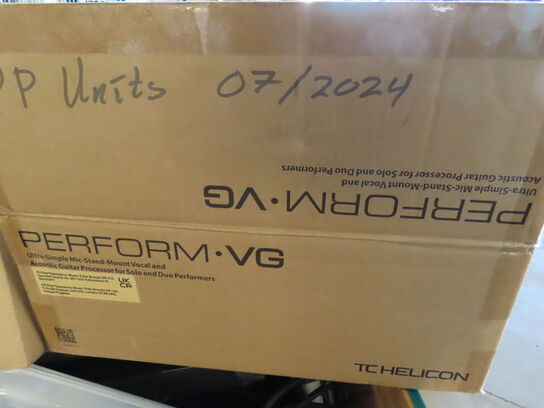 P Units 07/2024
PERFORM•VG
Ultra-Simple Mic-Stand-Mount Vocal and
Acoustic Guitar Processor for Solo and Duo Performers
PERFORM•VG
Ultra-Simple Mic-Stand-Mount Vocal and
Acoustic Guitar Processor for Solo and Duo Performers
UK
CA
TC HELICON